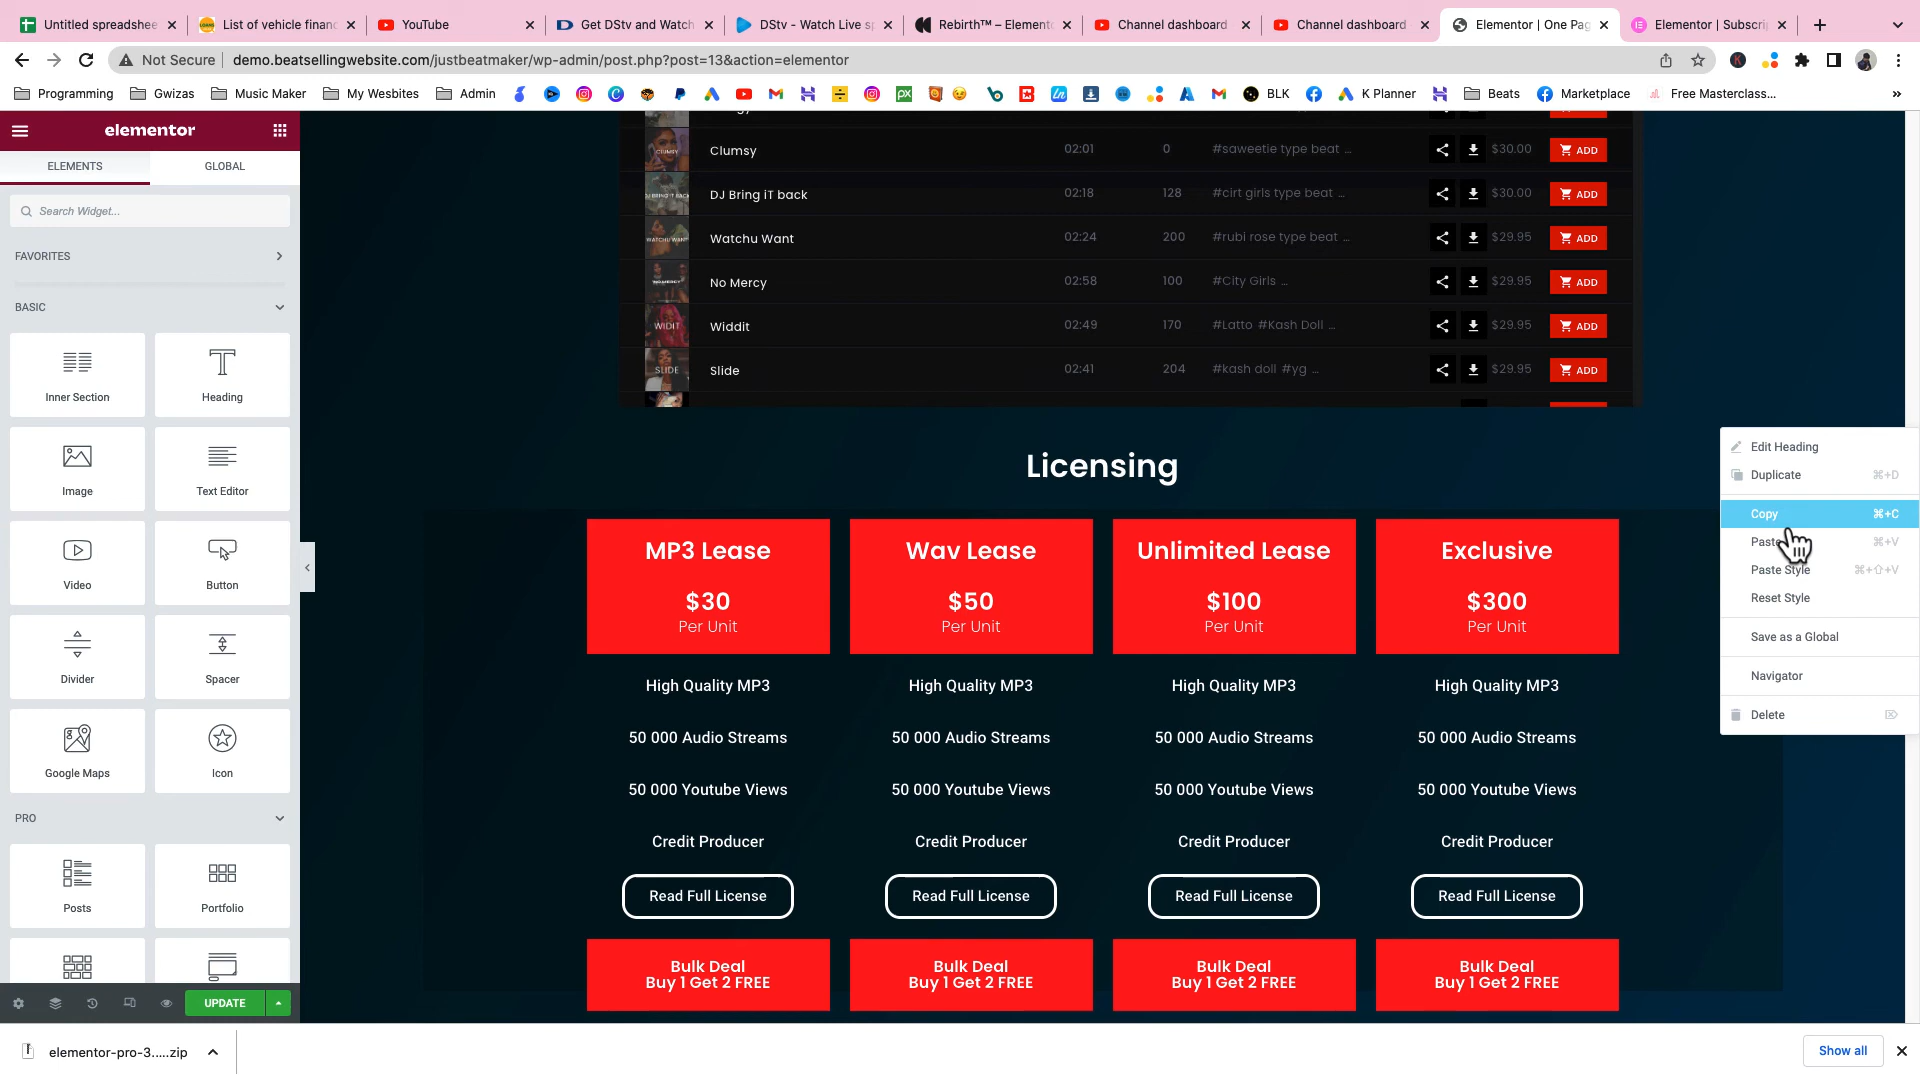 Untitled spreadshee
List of vehicle financ
YouTube
Get DStv and Watch
DStv - Watch Live sp
Rebirth™ – Elemento
Channel dashboard
Channel dashboard
Elementor | One Pag
Elementor | Subscrip
Not Secure
demo.beatsellingwebsite.com/justbeatmaker/wp-admin/post.php?post=13&action=elementor
Programming
Gwizas
Music Maker
My Wesbites
Admin
BLK
K Planner
Beats
Marketplace
Free Masterclass...
elementor
ELEMENTS
GLOBAL
Search Widget...
FAVORITES
BASIC
Inner Section
Heading
Image
Text Editor
Video
Button
Divider
Spacer
Google Maps
Icon
PRO
Posts
Portfolio
UPDATE
Clumsy 02:01 0 #saweetie type beat ... $30.00 ADD
DJ Bring iT back 02:18 128 #cirt girls type beat ... $30.00 ADD
Watchu Want 02:24 200 #rubi rose type beat ... $29.95 ADD
No Mercy 02:58 100 #City Girls ... $29.95 ADD
Widdit 02:49 170 #Latto #Kash Doll ... $29.95 ADD
Slide 02:41 204 #kash doll #yg ... $29.95 ADD
Licensing
MP3 Lease
$30
Per Unit
High Quality MP3
50 000 Audio Streams
50 000 Youtube Views
Credit Producer
Read Full License
Bulk Deal
Buy 1 Get 2 FREE
Wav Lease
$50
Per Unit
High Quality MP3
50 000 Audio Streams
50 000 Youtube Views
Credit Producer
Read Full License
Bulk Deal
Buy 1 Get 2 FREE
Unlimited Lease
$100
Per Unit
High Quality MP3
50 000 Audio Streams
50 000 Youtube Views
Credit Producer
Read Full License
Bulk Deal
Buy 1 Get 2 FREE
Exclusive
$300
Per Unit
High Quality MP3
50 000 Audio Streams
50 000 Youtube Views
Credit Producer
Read Full License
Bulk Deal
Buy 1 Get 2 FREE
Edit Heading
Duplicate ⌘+D
Copy ⌘+C
Paste ⌘+V
Paste Style ⌘+⇧+V
Reset Style
Save as a Global
Navigator
Delete ⌦
elementor-pro-3.....zip
Show all